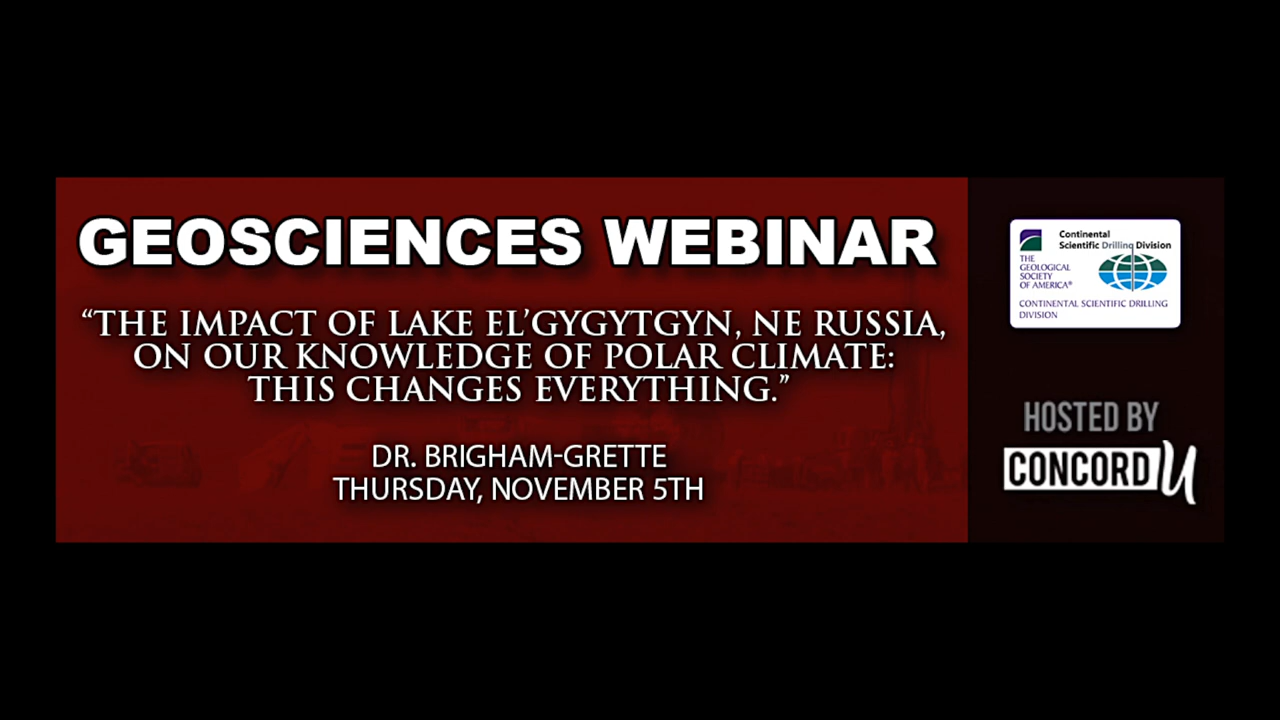 GEOSCIENCES WEBINAR
“THE IMPACT OF LAKE EL’GYGYTGYN, NE RUSSIA,
ON OUR KNOWLEDGE OF POLAR CLIMATE:
THIS CHANGES EVERYTHING.”
DR. BRIGHAM-GRETTE
THURSDAY, NOVEMBER 5TH
Continental
Scientific Drilling Division
THE
GEOLOGICAL
SOCIETY
OF AMERICA®
CONTINENTAL SCIENTIFIC DRILLING
DIVISION
HOSTED BY
CONCORD U